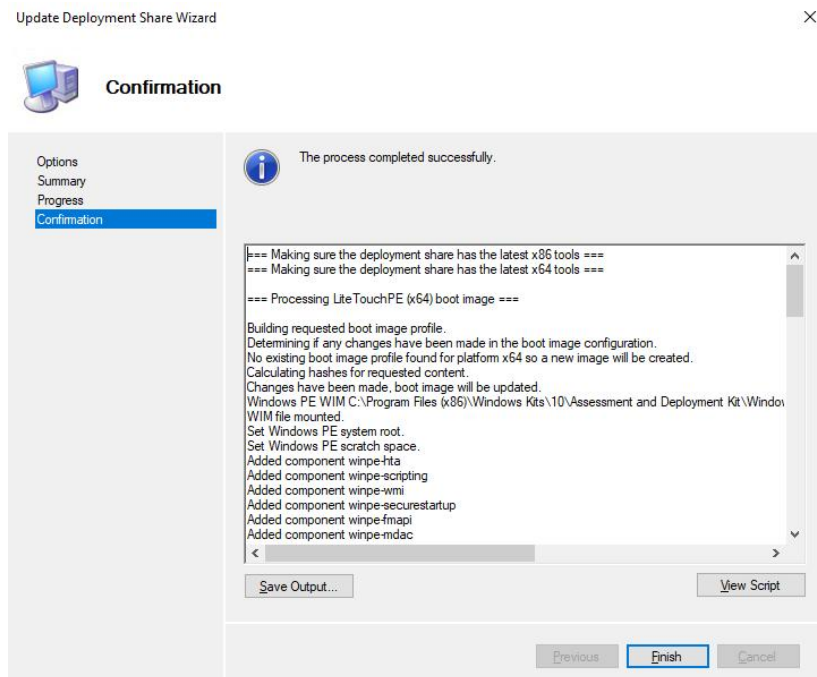 Update Deployment Share Wizard
Confirmation
Options
Summary
Progress
Confirmation
The process completed successfully.
=== Making sure the deployment share has the latest x86 tools ===
=== Making sure the deployment share has the latest x64 tools ===
=== Processing LiteTouchPE (x64) boot image ===
Building requested boot image profile.
Determining if any changes have been made in the boot image configuration.
No existing boot image profile found for platform x64 so a new image will be created.
Calculating hashes for requested content.
Changes have been made, boot image will be updated.
Windows PE WIM C:\Program Files (x86)\Windows Kits\10\Assessment and Deployment Kit\Window
WIM file mounted.
Set Windows PE system root.
Set Windows PE scratch space.
Added component winpe-hta
Added component winpe-scripting
Added component winpe-wmi
Added component winpe-securestartup
Added component winpe-fmapi
Added component winpe-mdac
Save Output...
View Script
Previous
Finish
Cancel